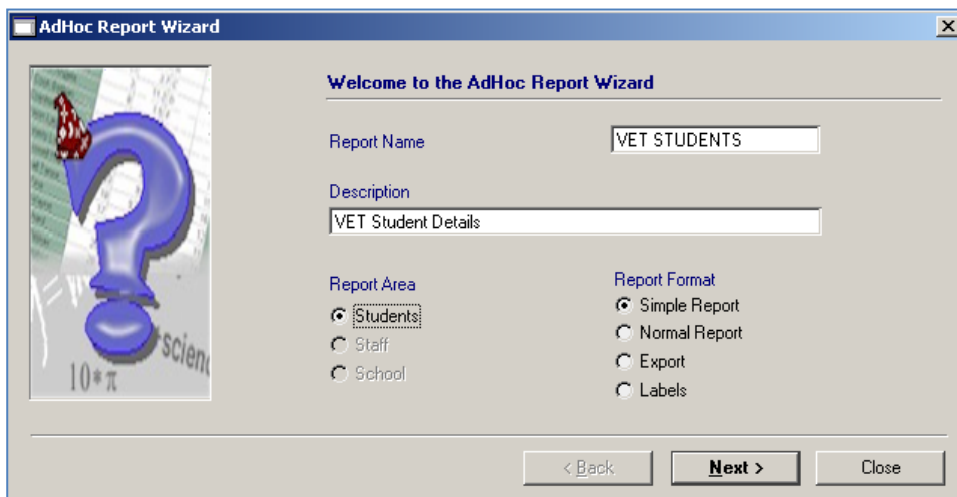 AdHoc Report Wizard
Welcome to the AdHoc Report Wizard
Report Name
VET STUDENTS
Description
VET Student Details
Report Area
Students
Staff
School
Report Format
Simple Report
Normal Report
Export
Labels
10*π
< Back
Next >
Close